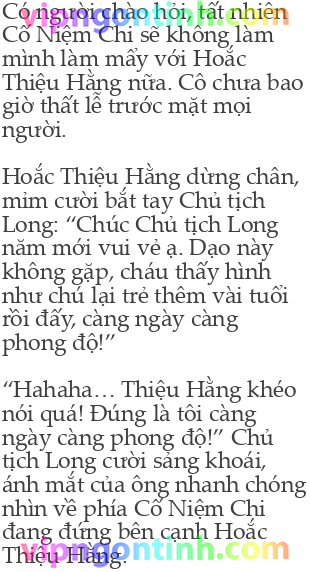 Có người chào hỏi, tất nhiên
vipngontinh.com
Cố Niệm Chi sẽ không làm
mình làm mẩy với Hoắc
Thiệu Hằng nữa. Cô chưa bao
giờ thất lễ trước mặt mọi
người.
Hoắc Thiệu Hằng dừng chân,
mỉm cười bắt tay Chủ tịch
Long: “Chúc Chủ tịch Long
năm mới vui vẻ ạ. Dạo này
không gặp, cháu thấy hình
như chú lại trẻ thêm vài tuổi
rồi đấy, càng ngày càng
phong độ!”
“Hahaha… Thiệu Hằng khéo
nói quá! Đúng là tôi càng
ngày càng phong độ!” Chủ
tịch Long cười sảng khoái,
ánh mắt của ông nhanh chóng
nhìn về phía Cố Niệm Chi
đang đứng bên cạnh Hoắc
Thiệu Hằng.
vipngontinh.com